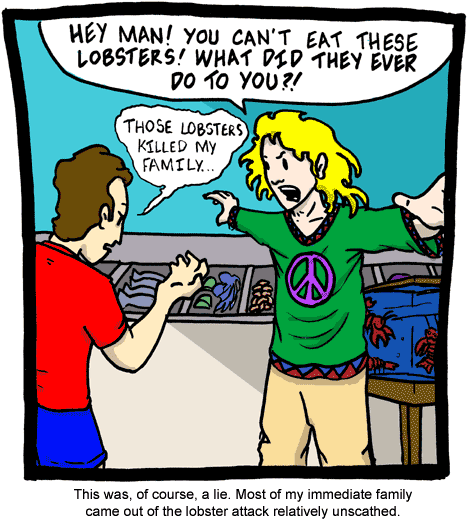 HEY MAN! YOU CAN'T EAT THESE
LOBSTERS! WHAT DID THEY EVER
DO TO YOU?!
THOSE LOBSTERS
KILLED MY
FAMILY...
This was, of course, a lie. Most of my immediate family
came out of the lobster attack relatively unscathed.